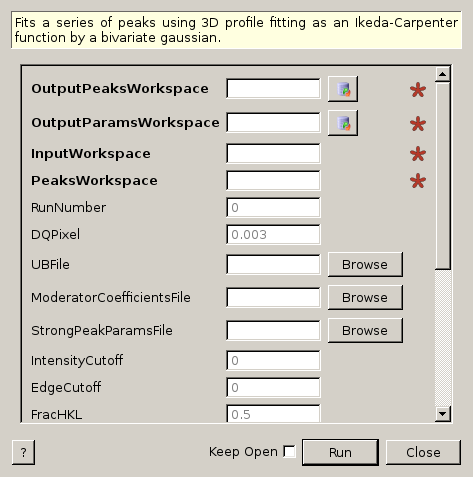 Fits a series of peaks using 3D profile fitting as an Ikeda-Carpenter
function by a bivariate gaussian.
OutputPeaksWorkspace
OutputParamsWorkspace
InputWorkspace
PeaksWorkspace
RunNumber 0
DQPixel 0.003
UBFile Browse
ModeratorCoefficientsFile Browse
StrongPeakParamsFile Browse
IntensityCutoff 0
EdgeCutoff 0
FracHKL 0.5
? Keep Open Run Close